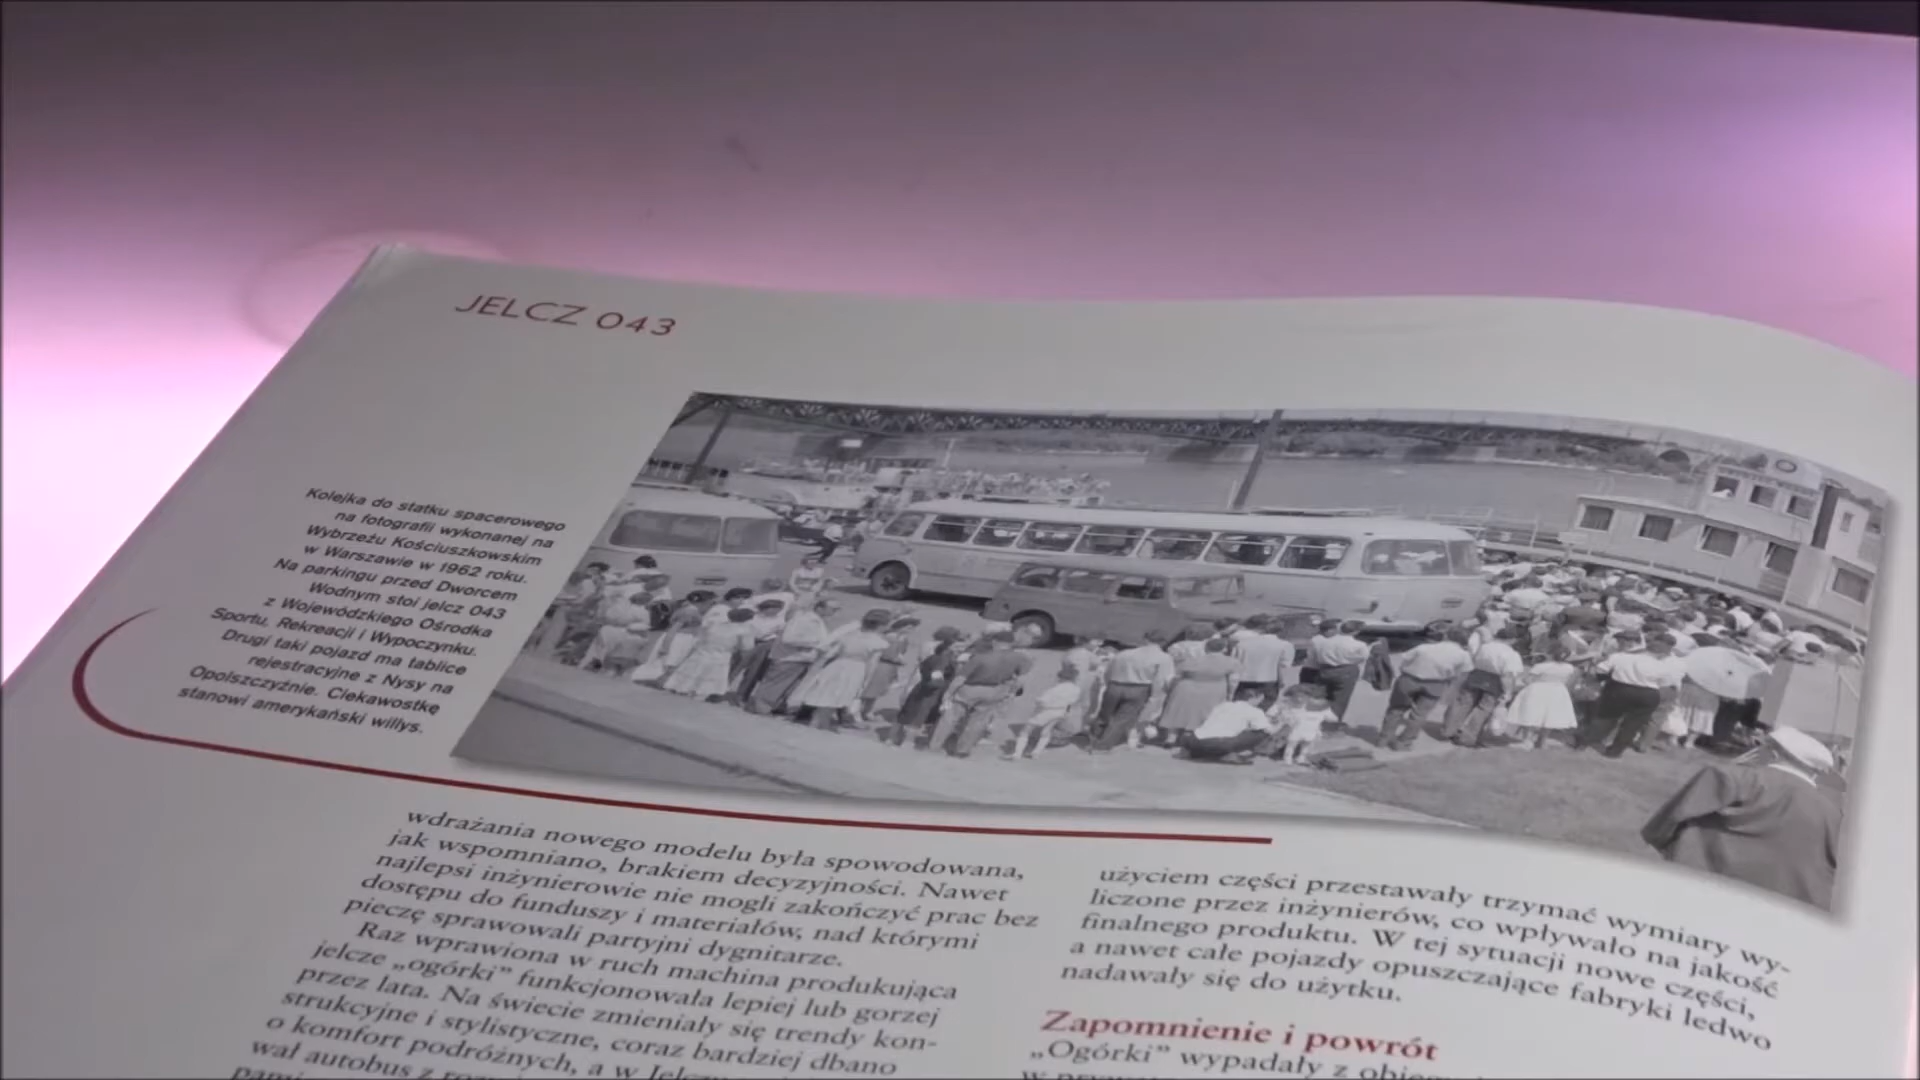 JELCZ 043
Kolejka do statku spacerowego
na fotografii wykonanej na
Wybrzeżu Kościuszkowskim
w Warszawie w 1962 roku.
Na parkingu przed Dworcem
Wodnym stoi jelcz 043
z Wojewódzkiego Ośrodka
Sportu, Rekreacji i Wypoczynku.
Drugi taki pojazd ma tablice
rejestracyjne z Nysy na
Opolszczyźnie. Ciekawostkę
stanowi amerykański willys.
wdrażania nowego modelu była spowodowana,
jak wspomniano, brakiem decyzyjności. Nawet
najlepsi inżynierowie nie mogli zakończyć prac bez
dostępu do funduszy i materiałów, nad którymi
pieczę sprawowali partyjni dygnitarze.
Raz wprawiona w ruch machina produkująca
jelcze „ogórki” funkcjonowała lepiej lub gorzej
przez lata. Na świecie zmieniały się trendy kon-
strukcyjne i stylistyczne, coraz bardziej dbano
o komfort podróżnych, a w Jelczu
wał autobus z
użyciem części przestawały trzymać wymiary wy-
liczone przez inżynierów, co wpływało na jakość
finalnego produktu. W tej sytuacji nowe części,
a nawet całe pojazdy opuszczające fabryki ledwo
nadawały się do użytku.
Zapomnienie i powrót
„Ogórki” wypadały z